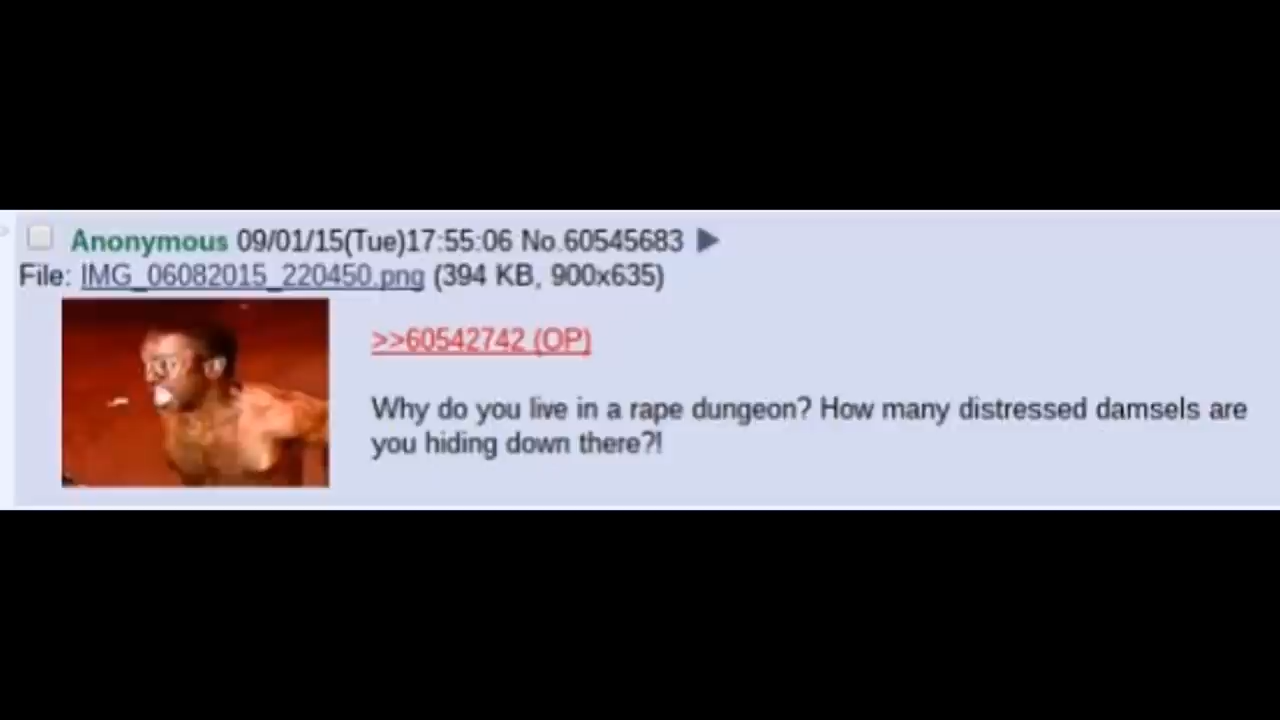 Anonymous 09/01/15(Tue)17:55:06 No.60545683 ▶
File: IMG_06082015_220450.png (394 KB, 900x635)
>>60542742 (OP)
Why do you live in a rape dungeon? How many distressed damsels are
you hiding down there?!